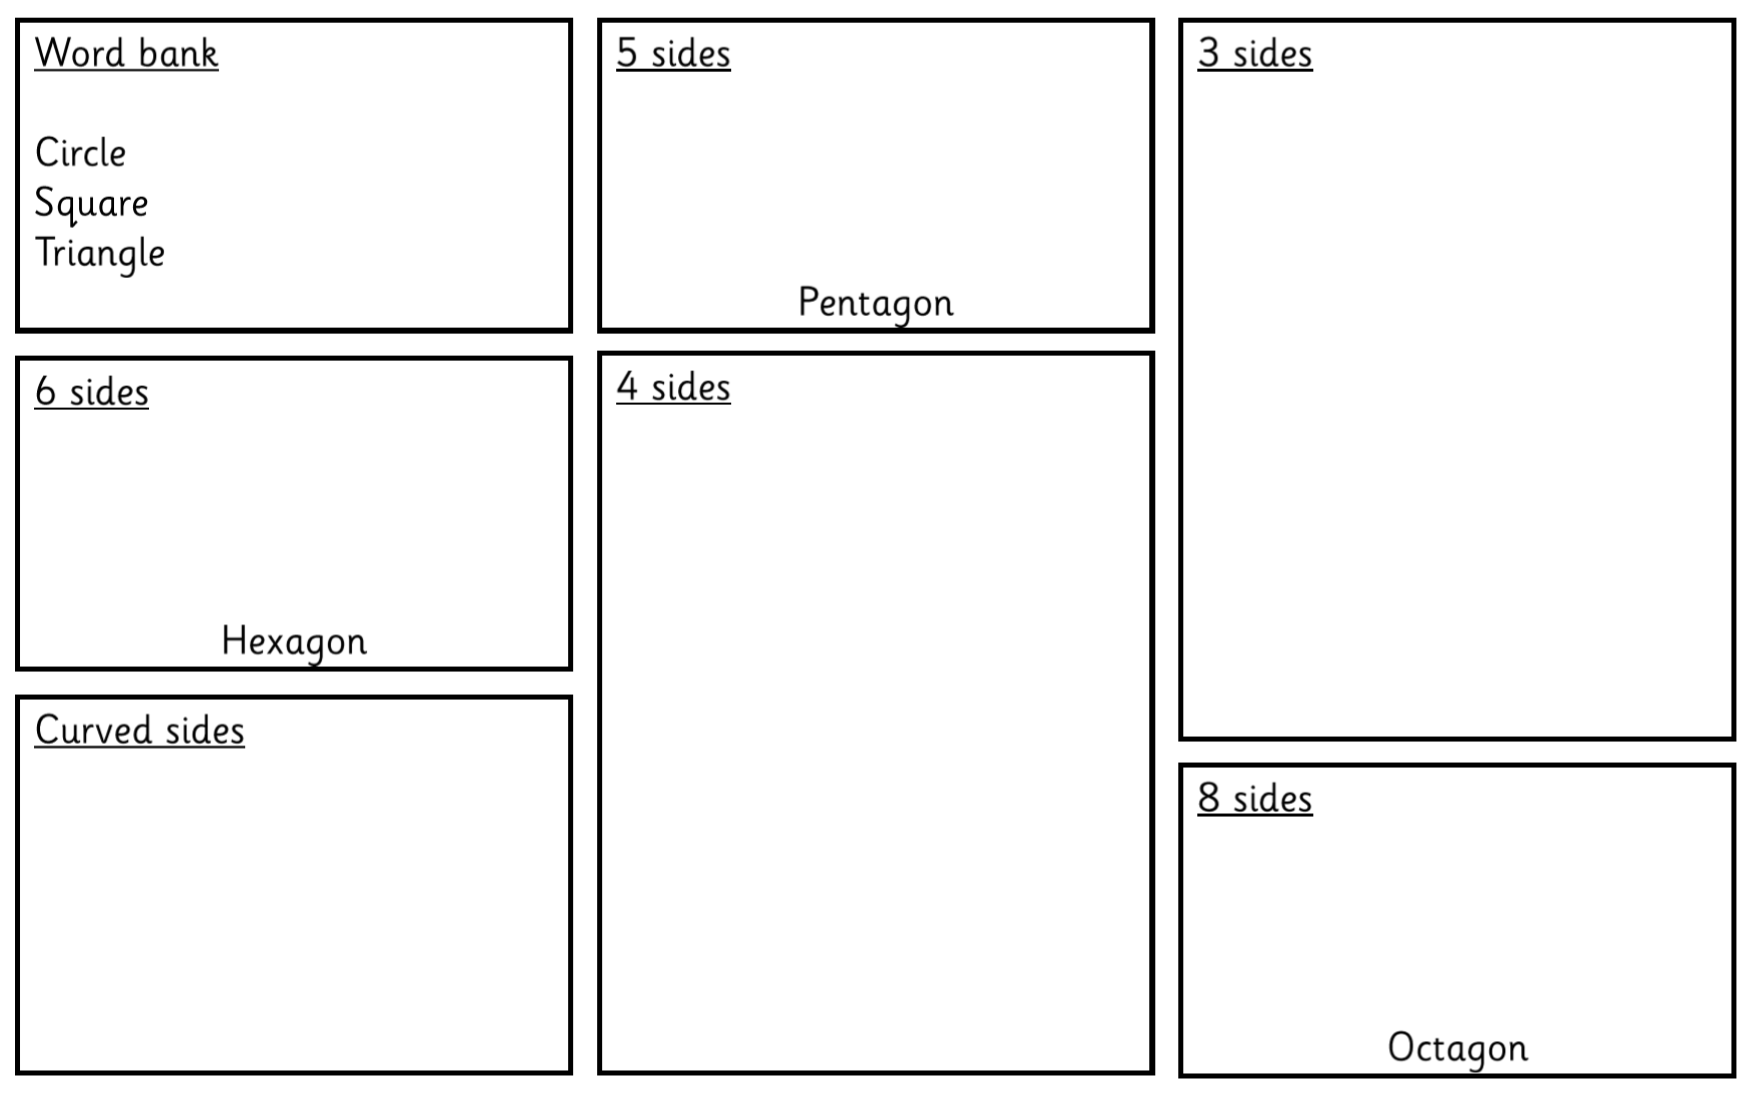 Word bank
Circle
Square
Triangle
5 sides
Pentagon
3 sides
6 sides
Hexagon
4 sides
Curved sides
8 sides
Octagon